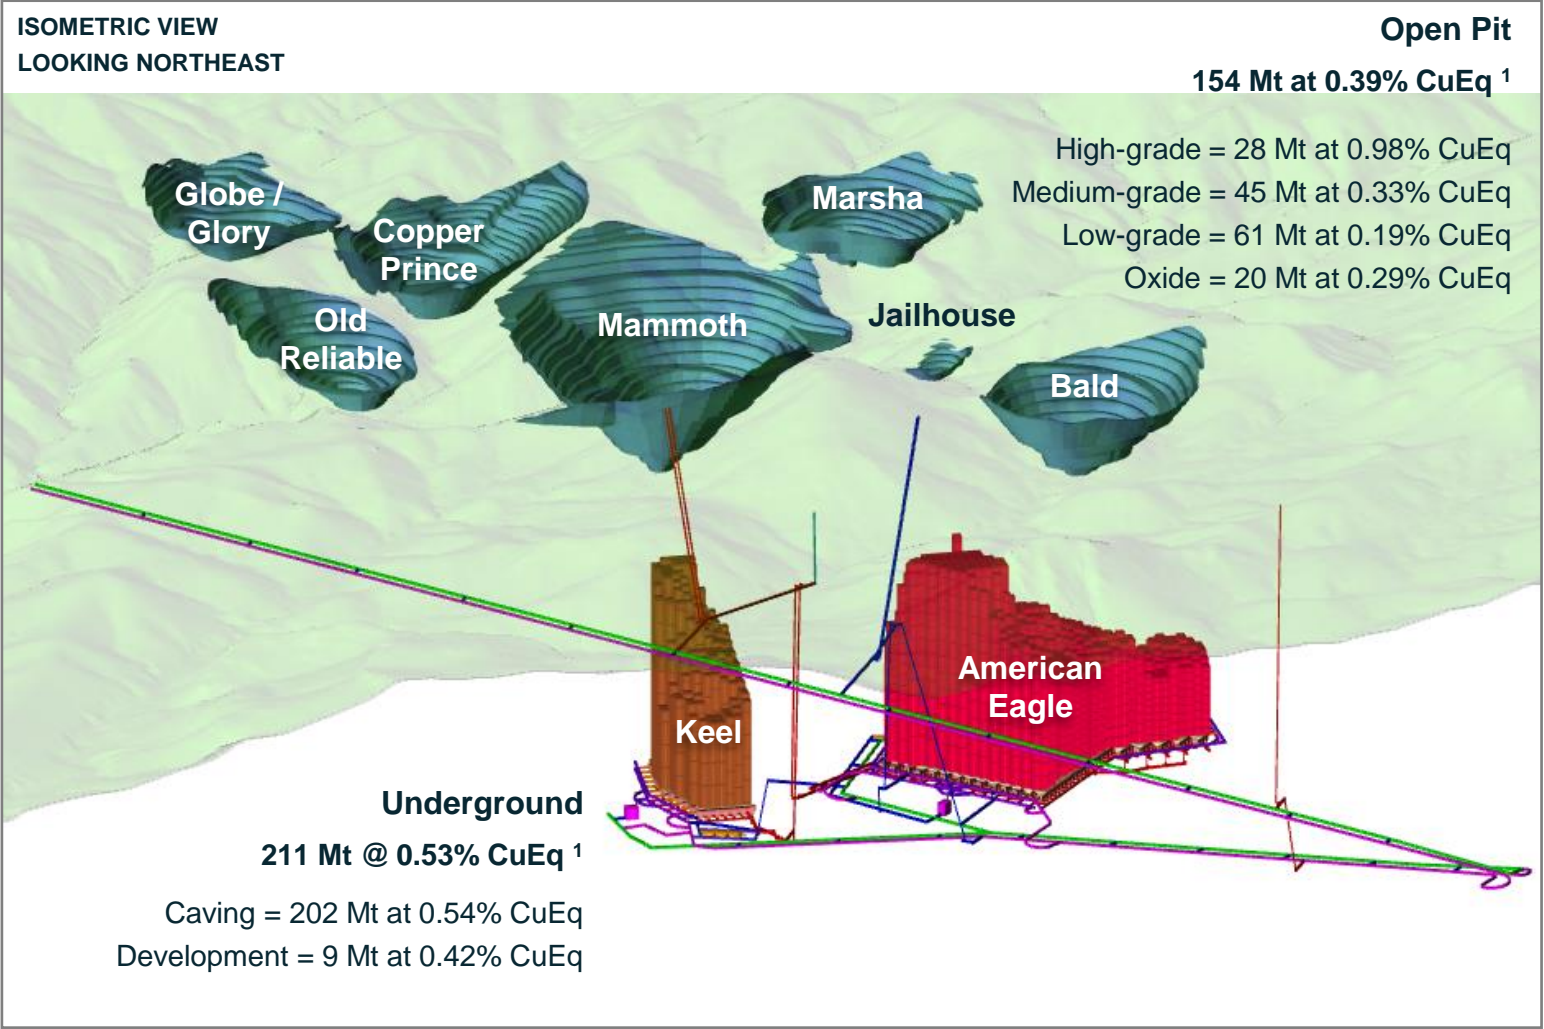 ISOMETRIC VIEW
LOOKING NORTHEAST
Open Pit
154 Mt at 0.39% CuEq ¹
High-grade = 28 Mt at 0.98% CuEq
Medium-grade = 45 Mt at 0.33% CuEq
Low-grade = 61 Mt at 0.19% CuEq
Oxide = 20 Mt at 0.29% CuEq
Globe /
Glory
Copper
Prince
Marsha
Old
Reliable
Mammoth
Jailhouse
Bald
American
Eagle
Keel
Underground
211 Mt @ 0.53% CuEq ¹
Caving = 202 Mt at 0.54% CuEq
Development = 9 Mt at 0.42% CuEq